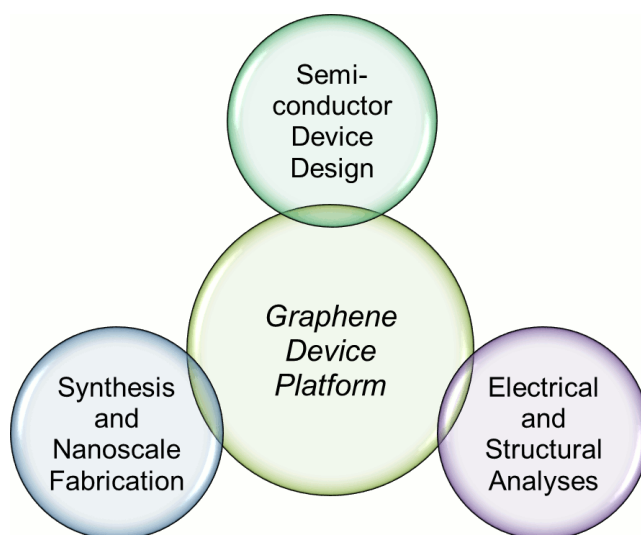 Semi-
conductor
Device
Design
Graphene
Device
Platform
Synthesis
and
Nanoscale
Fabrication
Electrical
and
Structural
Analyses